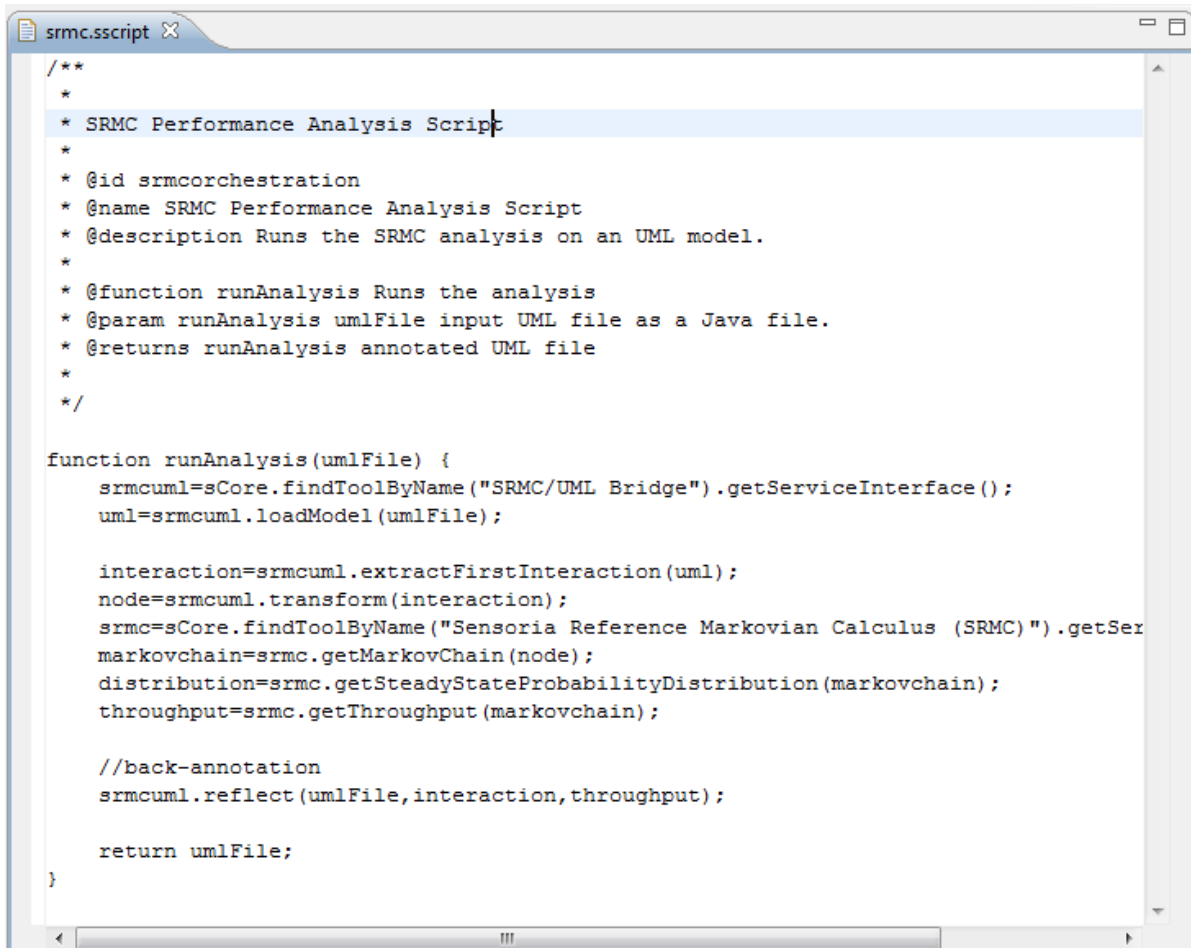 srmc.sscript
/**
 *
 * SRMC Performance Analysis Script
 *
 * @id srmcorchestration
 * @name SRMC Performance Analysis Script
 * @description Runs the SRMC analysis on an UML model.
 *
 * @function runAnalysis Runs the analysis
 * @param runAnalysis umlFile input UML file as a Java file.
 * @returns runAnalysis annotated UML file
 *
 */
function runAnalysis(umlFile) {
    srmcuml=sCore.findToolByName("SRMC/UML Bridge").getServiceInterface();
    uml=srmcuml.loadModel(umlFile);
    interaction=srmcuml.extractFirstInteraction(uml);
    node=srmcuml.transform(interaction);
    srmc=sCore.findToolByName("Sensoria Reference Markovian Calculus (SRMC)").getSer
    markovchain=srmc.getMarkovChain(node);
    distribution=srmc.getSteadyStateProbabilityDistribution(markovchain);
    throughput=srmc.getThroughput(markovchain);
    //back-annotation
    srmcuml.reflect(umlFile,interaction,throughput);
    return umlFile;
}